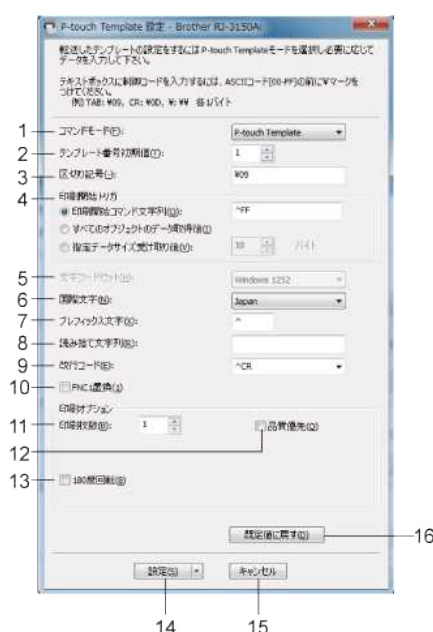 P-touch Template 設定 - Brother RJ-3150Ai
転送したテンプレートの設定をするには P-touch Templateモードを選択し必要に応じて
データを入力して下さい。
テキストボックスに制御コードを入力するには、ASCIIコード[00-FF]の前に¥マークを
つけてください。
例) TAB: ¥09, CR: ¥0D, ¥: ¥¥ 各1バイト
1 コマンドモード(F): P-touch Template
2 テンプレート番号初期値(T): 1
3 区切り記号(L): ¥09
4 印刷開始トリガ
印刷開始コマンド文字列(O): ^FF
すべてのオブジェクトのデータ取得後(J)
指定データサイズ受け取り後(V): 10 バイト
5 文字コードセット(H): Windows 1252
6 国際文字(N): Japan
7 プレフィックス文字(X): ^
8 読み捨て文字列(R):
9 改行コード(E): ^CR
10 FNC1置換(1)
印刷オプション
11 印刷枚数(B): 1 品質優先(Q)
12
13 180度回転(8)
既定値に戻す(D) 16
設定(S) キャンセル
14 15